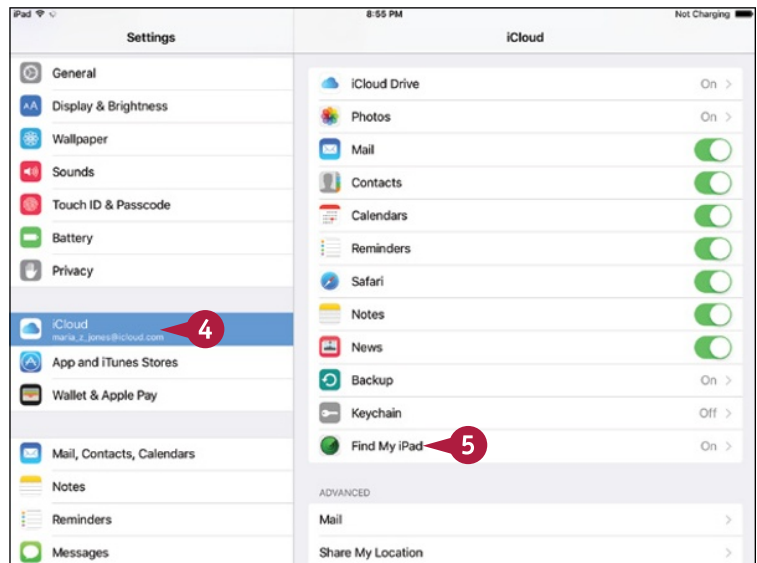 iPad
8:55 PM
Not Charging
Settings
iCloud
General
Display & Brightness
Wallpaper
Sounds
Touch ID & Passcode
Battery
Privacy
iCloud
maria_z_jones@icloud.com
4
App and iTunes Stores
Wallet & Apple Pay
Mail, Contacts, Calendars
Notes
Reminders
Messages
iCloud Drive On
Photos On
Mail
Contacts
Calendars
Reminders
Safari
Notes
News
Backup On
Keychain Off
Find My iPad 5 On
ADVANCED
Mail
Share My Location